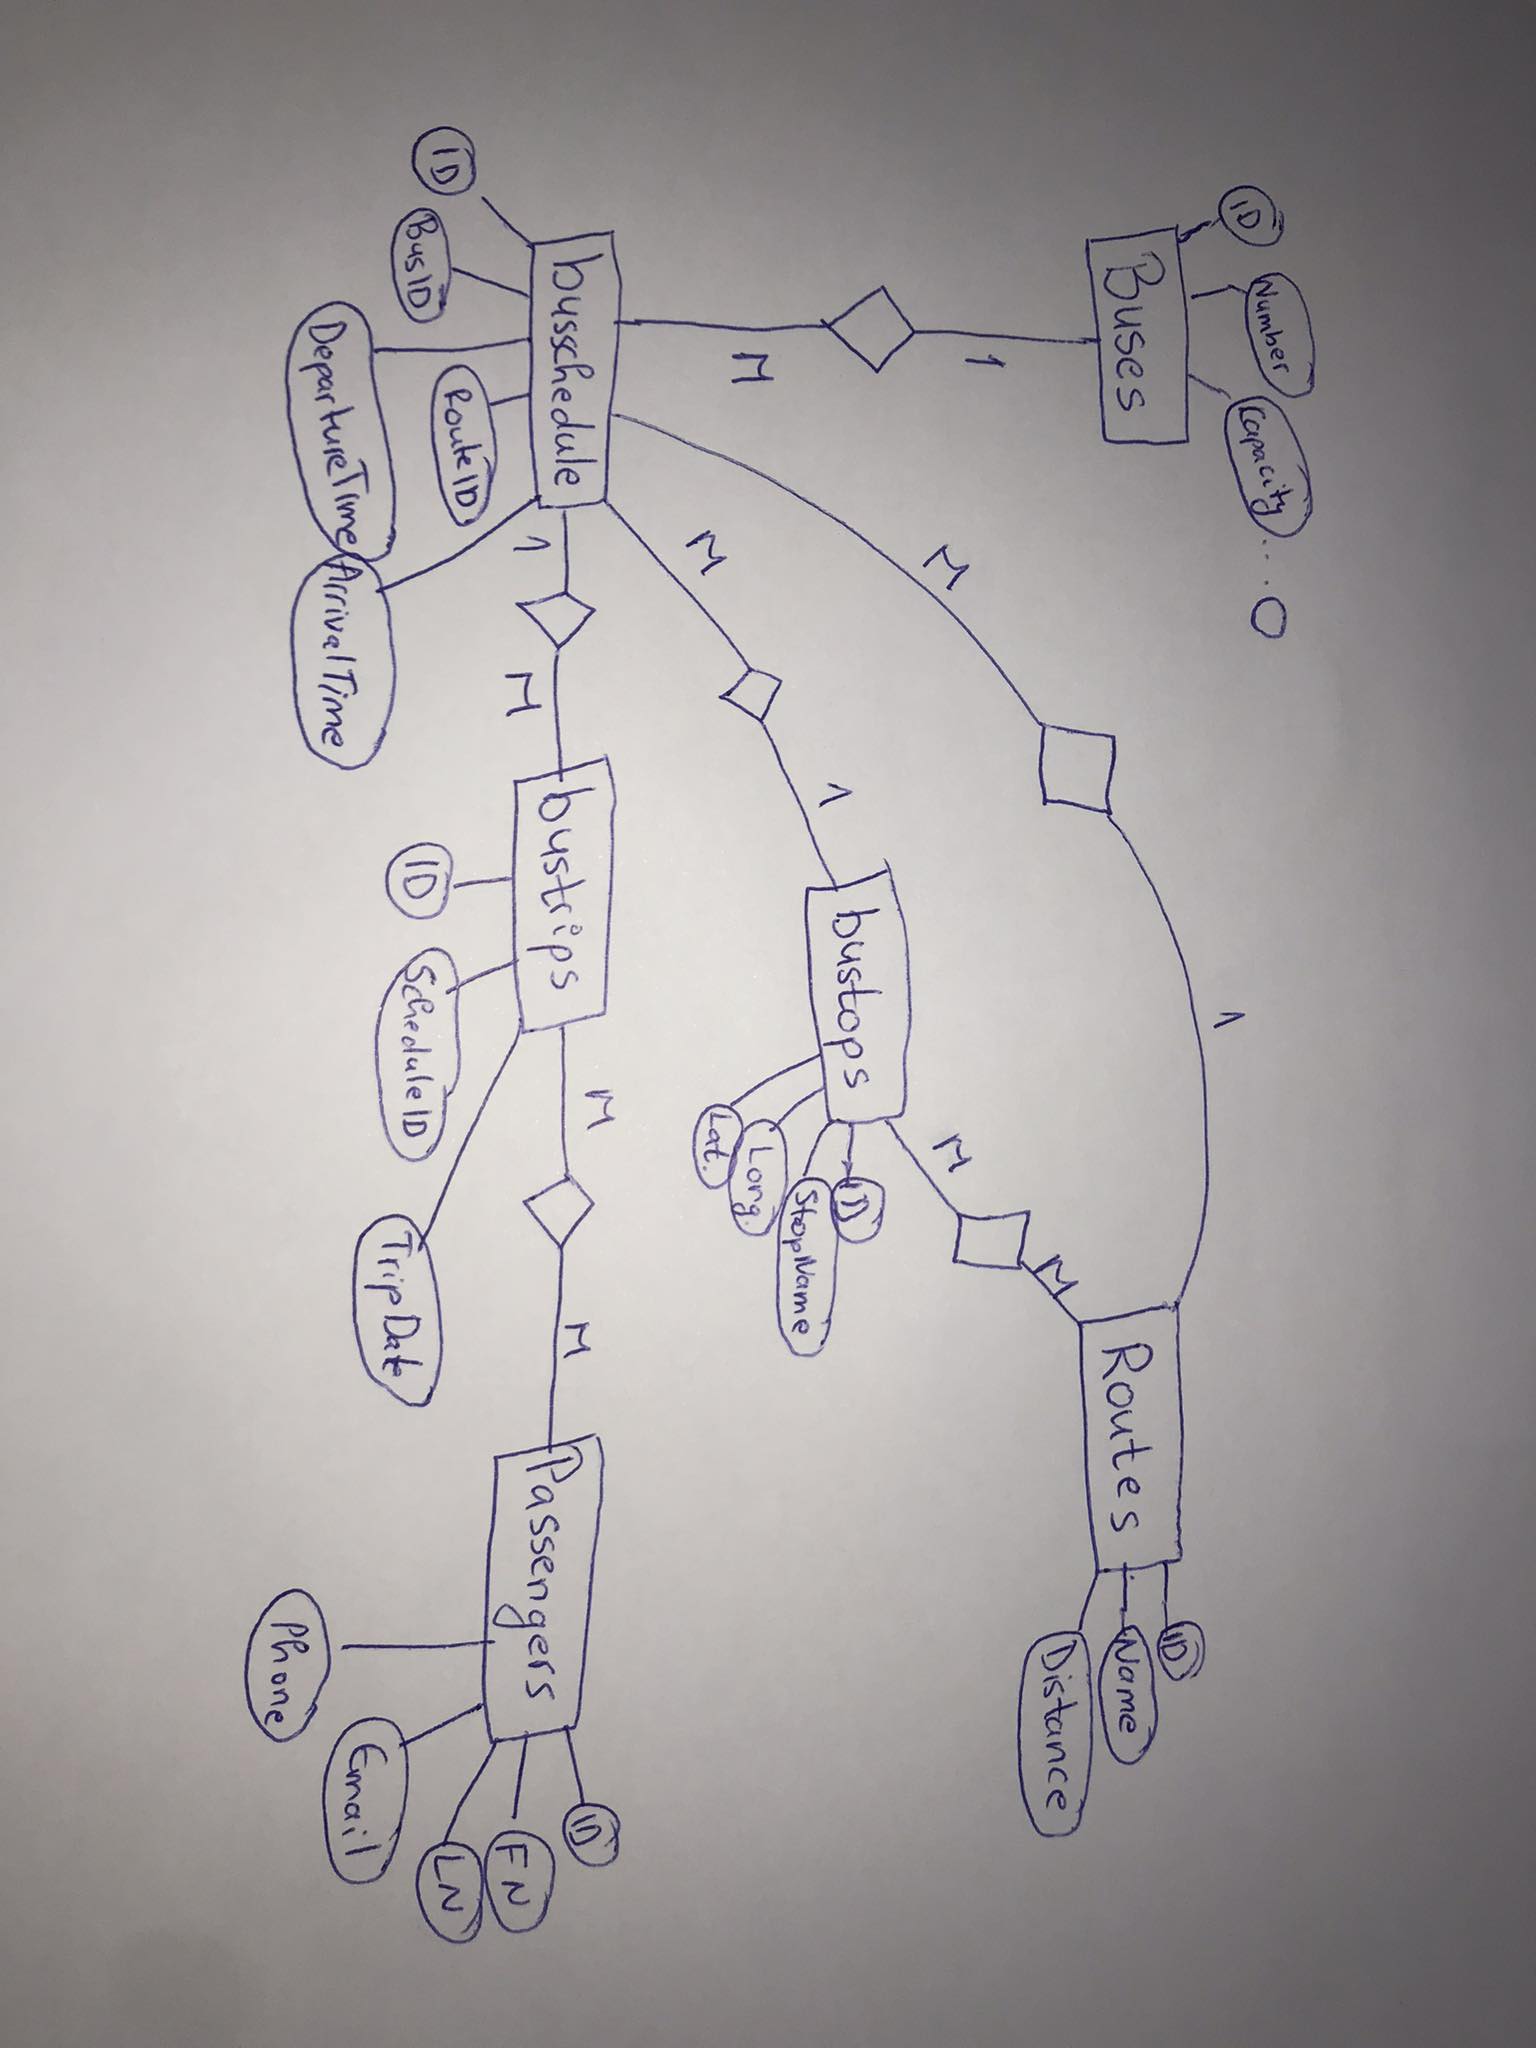 ID
Number
Capacity....
Buses
1
M
1
M
Routes
ID
Name
Distance
M
M
bustops
ID
StopName
Long.
Lat.
1
M
busschedule
ID
BusID
RouteID
DepartureTime
ArrivalTime
1
M
bustrips
ID
ScheduleID
TripDate
M
M
Passengers
ID
FN
LN
Email
Phone